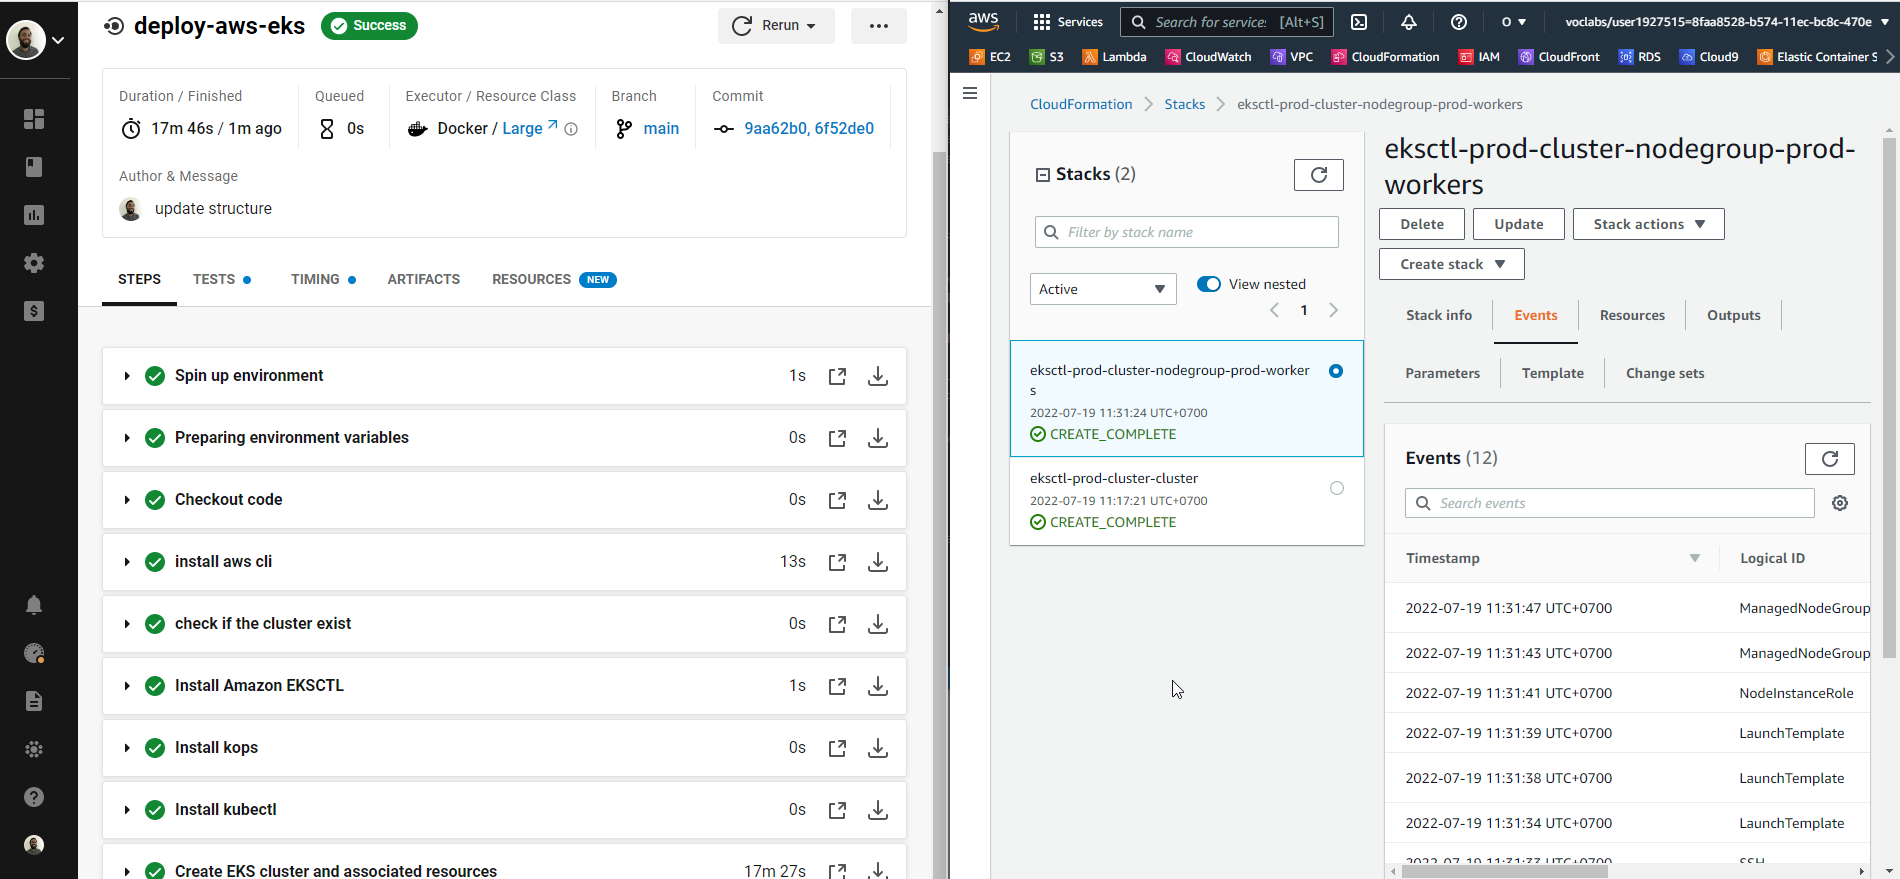 deploy-aws-eks
Success
Rerun
Duration / Finished
Queued
Executor / Resource Class
Branch
Commit
17m 46s / 1m ago
0s
Docker / Large
main
9aa62b0, 6f52de0
Author & Message
update structure
STEPS
TESTS
TIMING
ARTIFACTS
RESOURCES
NEW
Spin up environment
1s
Preparing environment variables
0s
Checkout code
0s
install aws cli
13s
check if the cluster exist
0s
Install Amazon EKSCTL
1s
Install kops
0s
Install kubectl
0s
Create EKS cluster and associated resources
17m 27s
aws
Services
Search for service: [Alt+S]
O
voclabs/user1927515=8faa8528-b574-11ec-bc8c-470e
EC2
S3
Lambda
CloudWatch
VPC
CloudFormation
IAM
CloudFront
RDS
Cloud9
Elastic Container S
CloudFormation
Stacks
eksctl-prod-cluster-nodegroup-prod-workers
Stacks (2)
Filter by stack name
Active
View nested
1
eksctl-prod-cluster-nodegroup-prod-worker
s
2022-07-19 11:31:24 UTC+0700
CREATE_COMPLETE
eksctl-prod-cluster-cluster
2022-07-19 11:17:21 UTC+0700
CREATE_COMPLETE
eksctl-prod-cluster-nodegroup-prod-
workers
Delete
Update
Stack actions
Create stack
Stack info
Events
Resources
Outputs
Parameters
Template
Change sets
Events (12)
Search events
Timestamp
Logical ID
2022-07-19 11:31:47 UTC+0700
ManagedNodeGroup
2022-07-19 11:31:43 UTC+0700
ManagedNodeGroup
2022-07-19 11:31:41 UTC+0700
NodeInstanceRole
2022-07-19 11:31:39 UTC+0700
LaunchTemplate
2022-07-19 11:31:38 UTC+0700
LaunchTemplate
2022-07-19 11:31:34 UTC+0700
LaunchTemplate
2022-07-19 11:31:33 UTC+0700
SSH